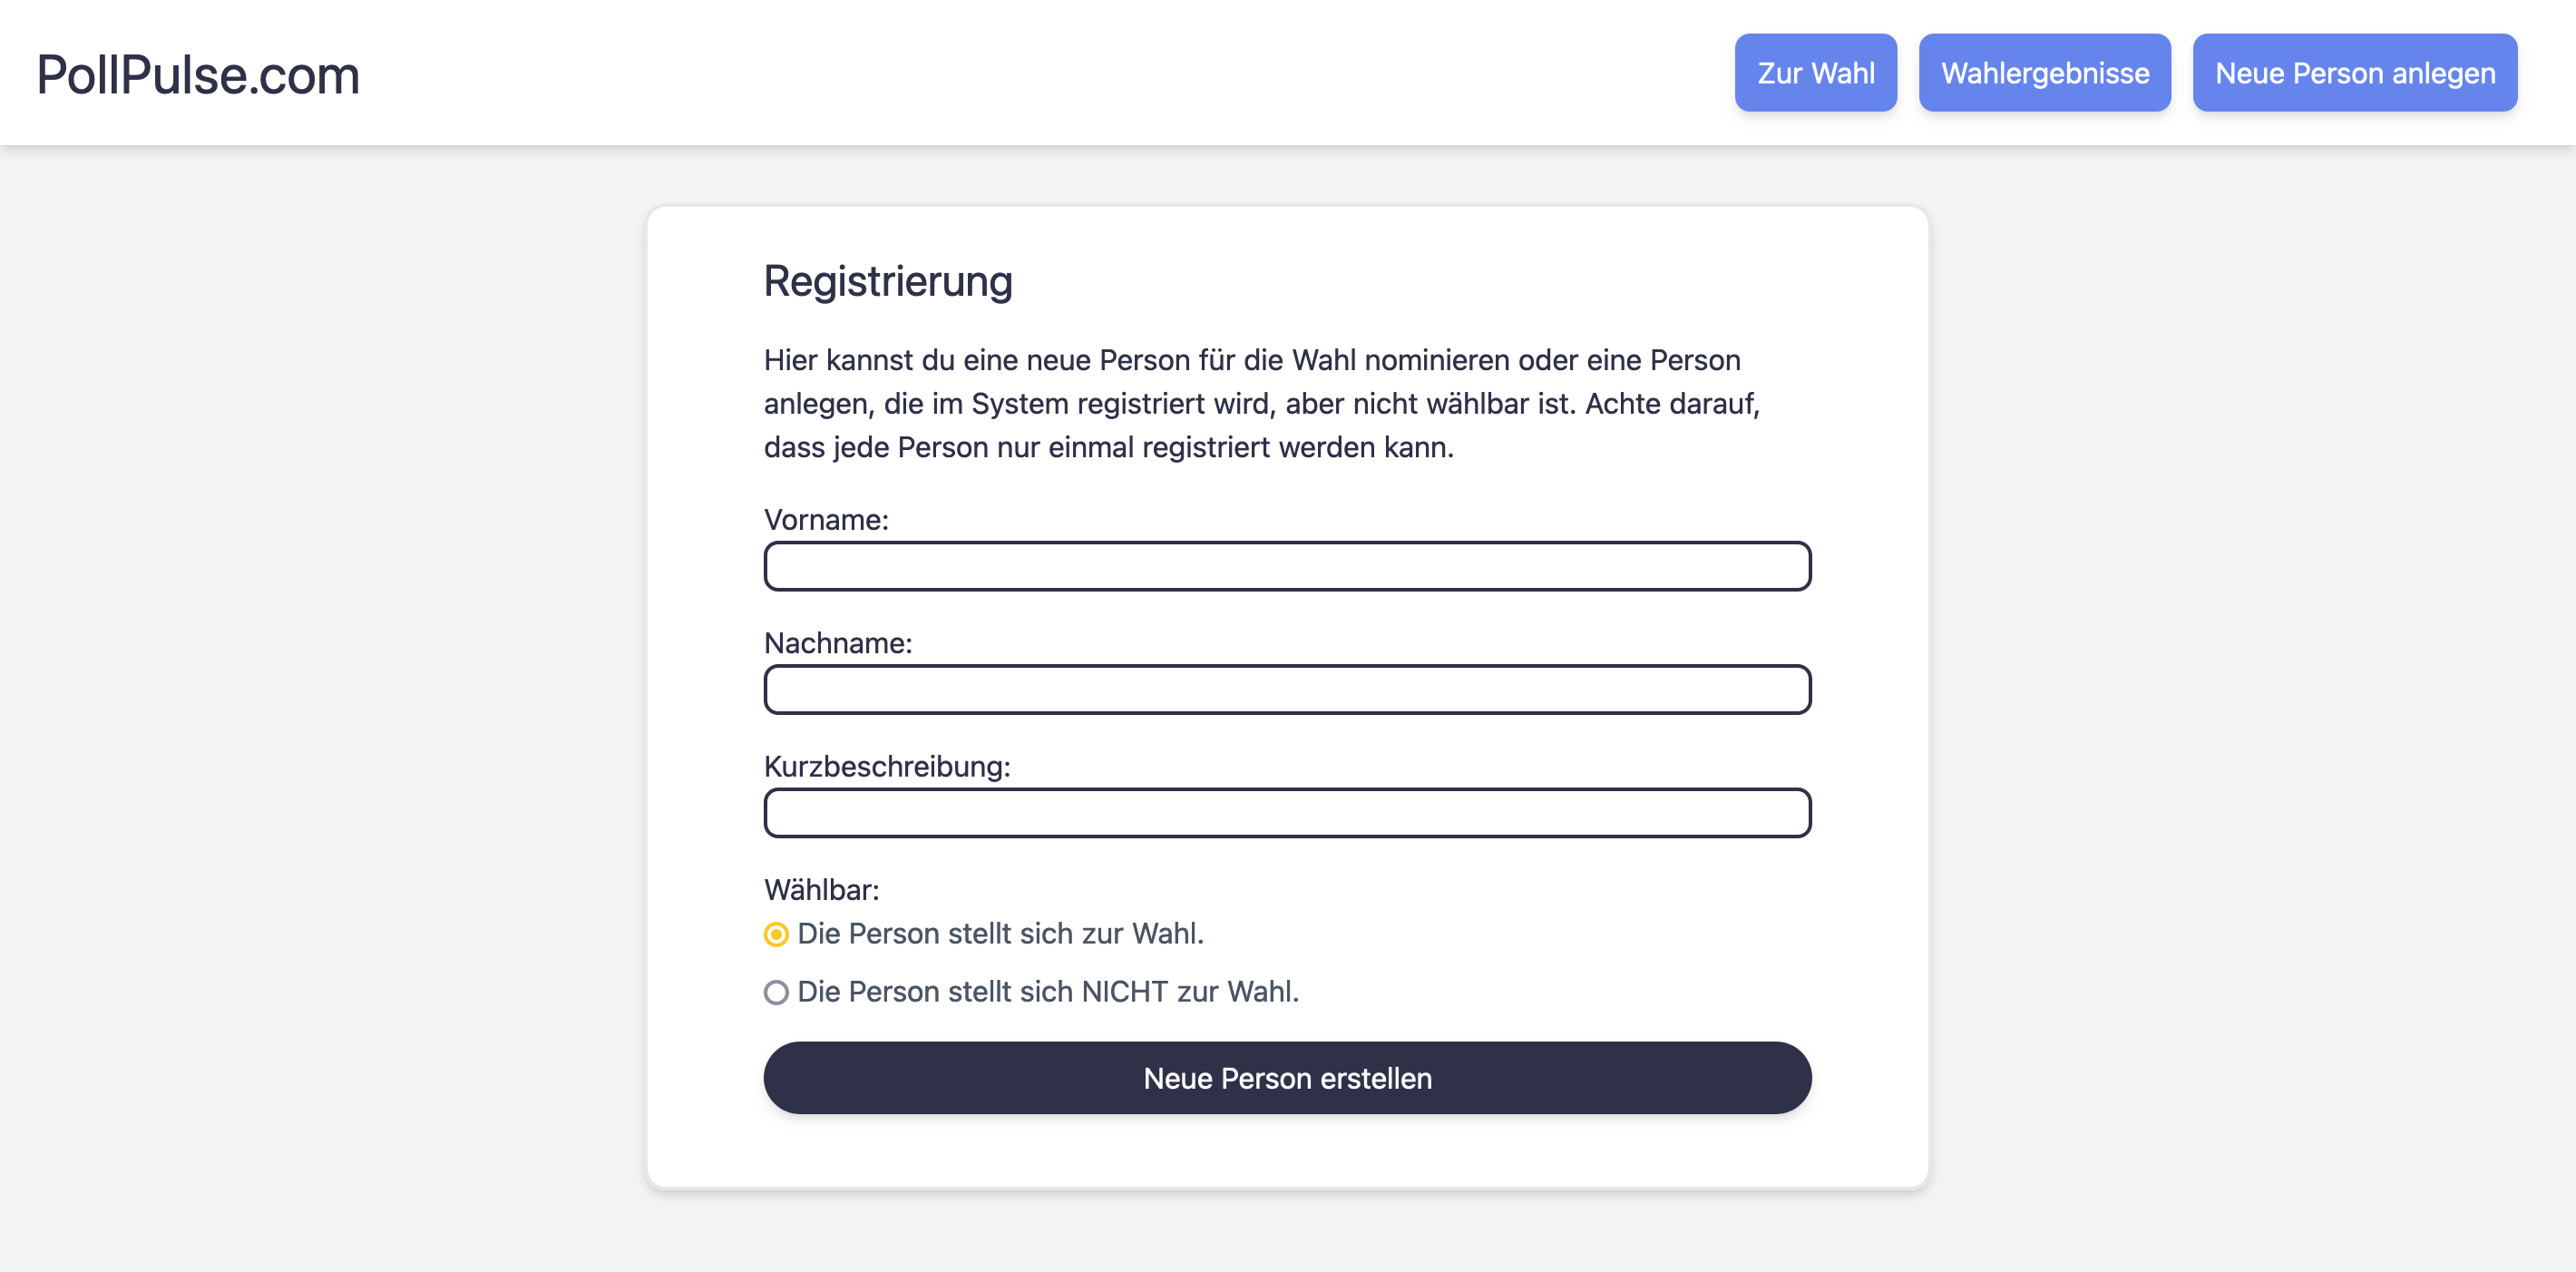 PollPulse.com
Zur Wahl
Wahlergebnisse
Neue Person anlegen
Registrierung
Hier kannst du eine neue Person für die Wahl nominieren oder eine Person
anlegen, die im System registriert wird, aber nicht wählbar ist. Achte darauf,
dass jede Person nur einmal registriert werden kann.
Vorname:
Nachname:
Kurzbeschreibung:
Wählbar:
Die Person stellt sich zur Wahl.
Die Person stellt sich NICHT zur Wahl.
Neue Person erstellen